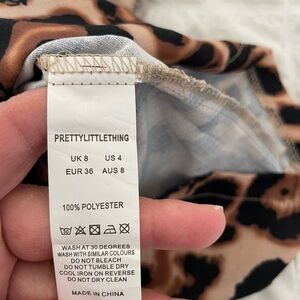 PRETTYLITTLETHING
UK 8 US 4
EUR 36 AUS 8
100% POLYESTER
WASH AT 30 DEGREES
WASH WITH SIMILAR COLOURS
DO NOT BLEACH
DO NOT TUMBLE DRY
COOL IRON ON REVERSE
DO NOT DRY CLEAN
MADE IN CHINA